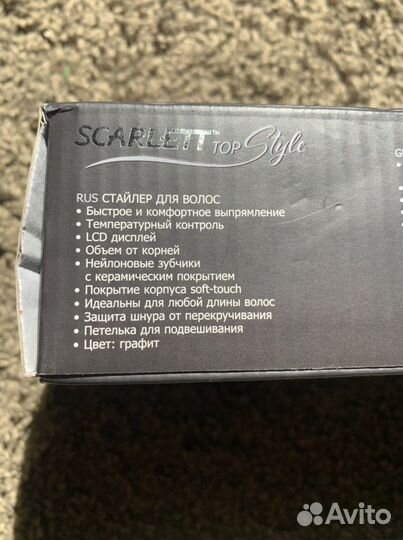 SCARLETT™ TOP Style
RUS СТАЙЛЕР ДЛЯ ВОЛОС
• Быстрое и комфортное выпрямление
• Температурный контроль
• LCD дисплей
• Объем от корней
• Нейлоновые зубчики
с керамическим покрытием
• Покрытие корпуса soft-touch
• Идеальны для любой длины волос
• Защита шнура от перекручивания
• Петелька для подвешивания
• Цвет: графит
Avito